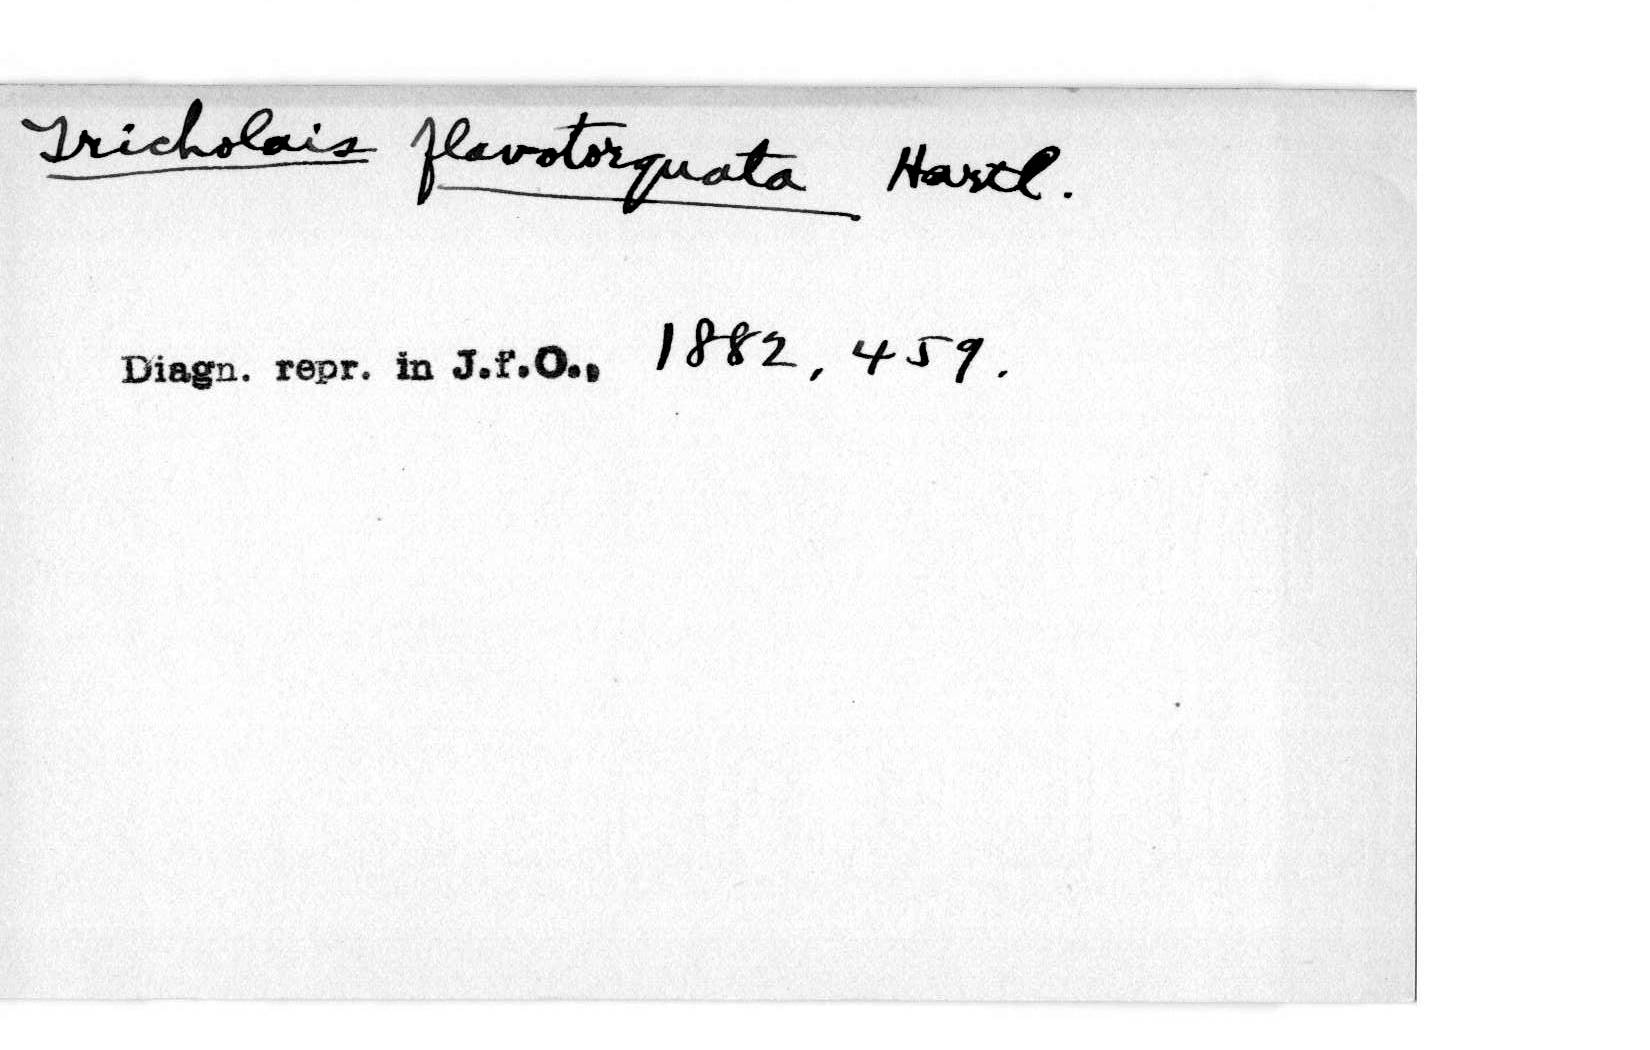 Tricholais flavotorquata Hartl.
Diagn. repr. in J.f.O., 1882, 459.